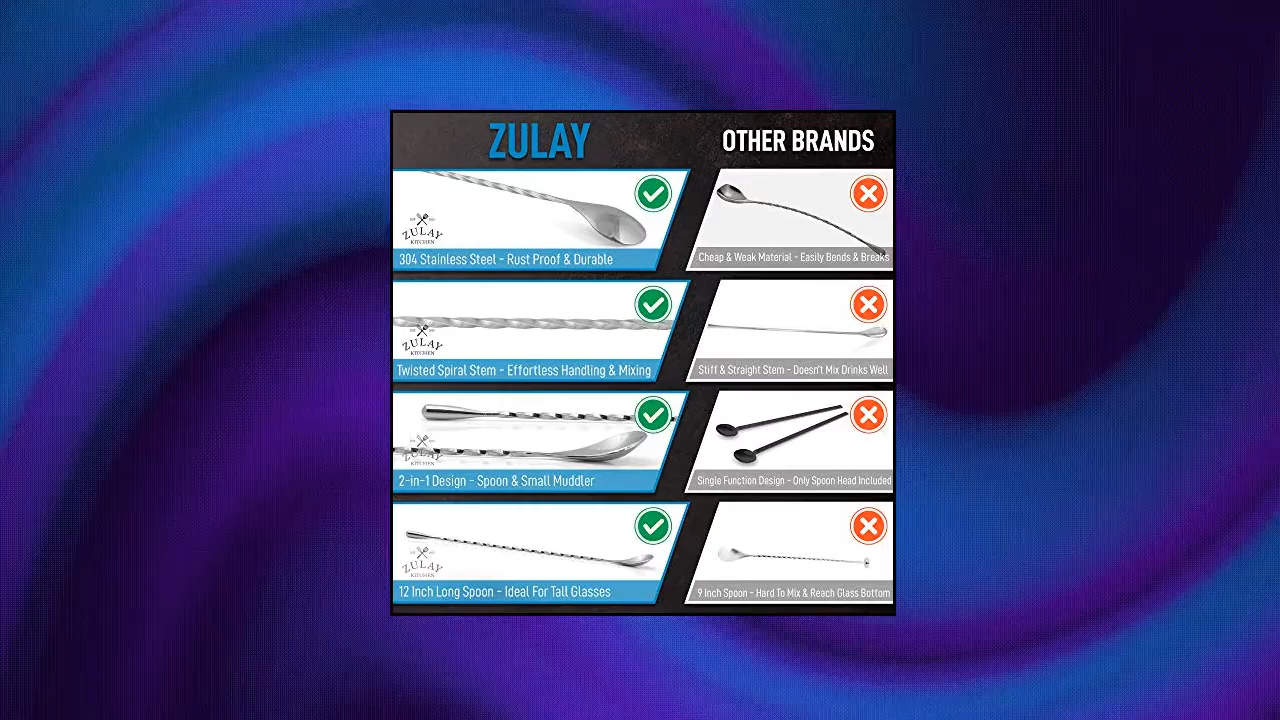 ZULAY
OTHER BRANDS
ZULAY
KITCHEN
304 Stainless Steel - Rust Proof & Durable
Cheap & Weak Material - Easily Bends & Breaks
ZULAY
KITCHEN
Twisted Spiral Stem - Effortless Handling & Mixing
Stiff & Straight Stem - Doesn't Mix Drinks Well
ZULAY
KITCHEN
2-in-1 Design - Spoon & Small Muddler
Single Function Design - Only Spoon Head Included
ZULAY
KITCHEN
12 Inch Long Spoon - Ideal For Tall Glasses
9 Inch Spoon - Hard To Mix & Reach Glass Bottom